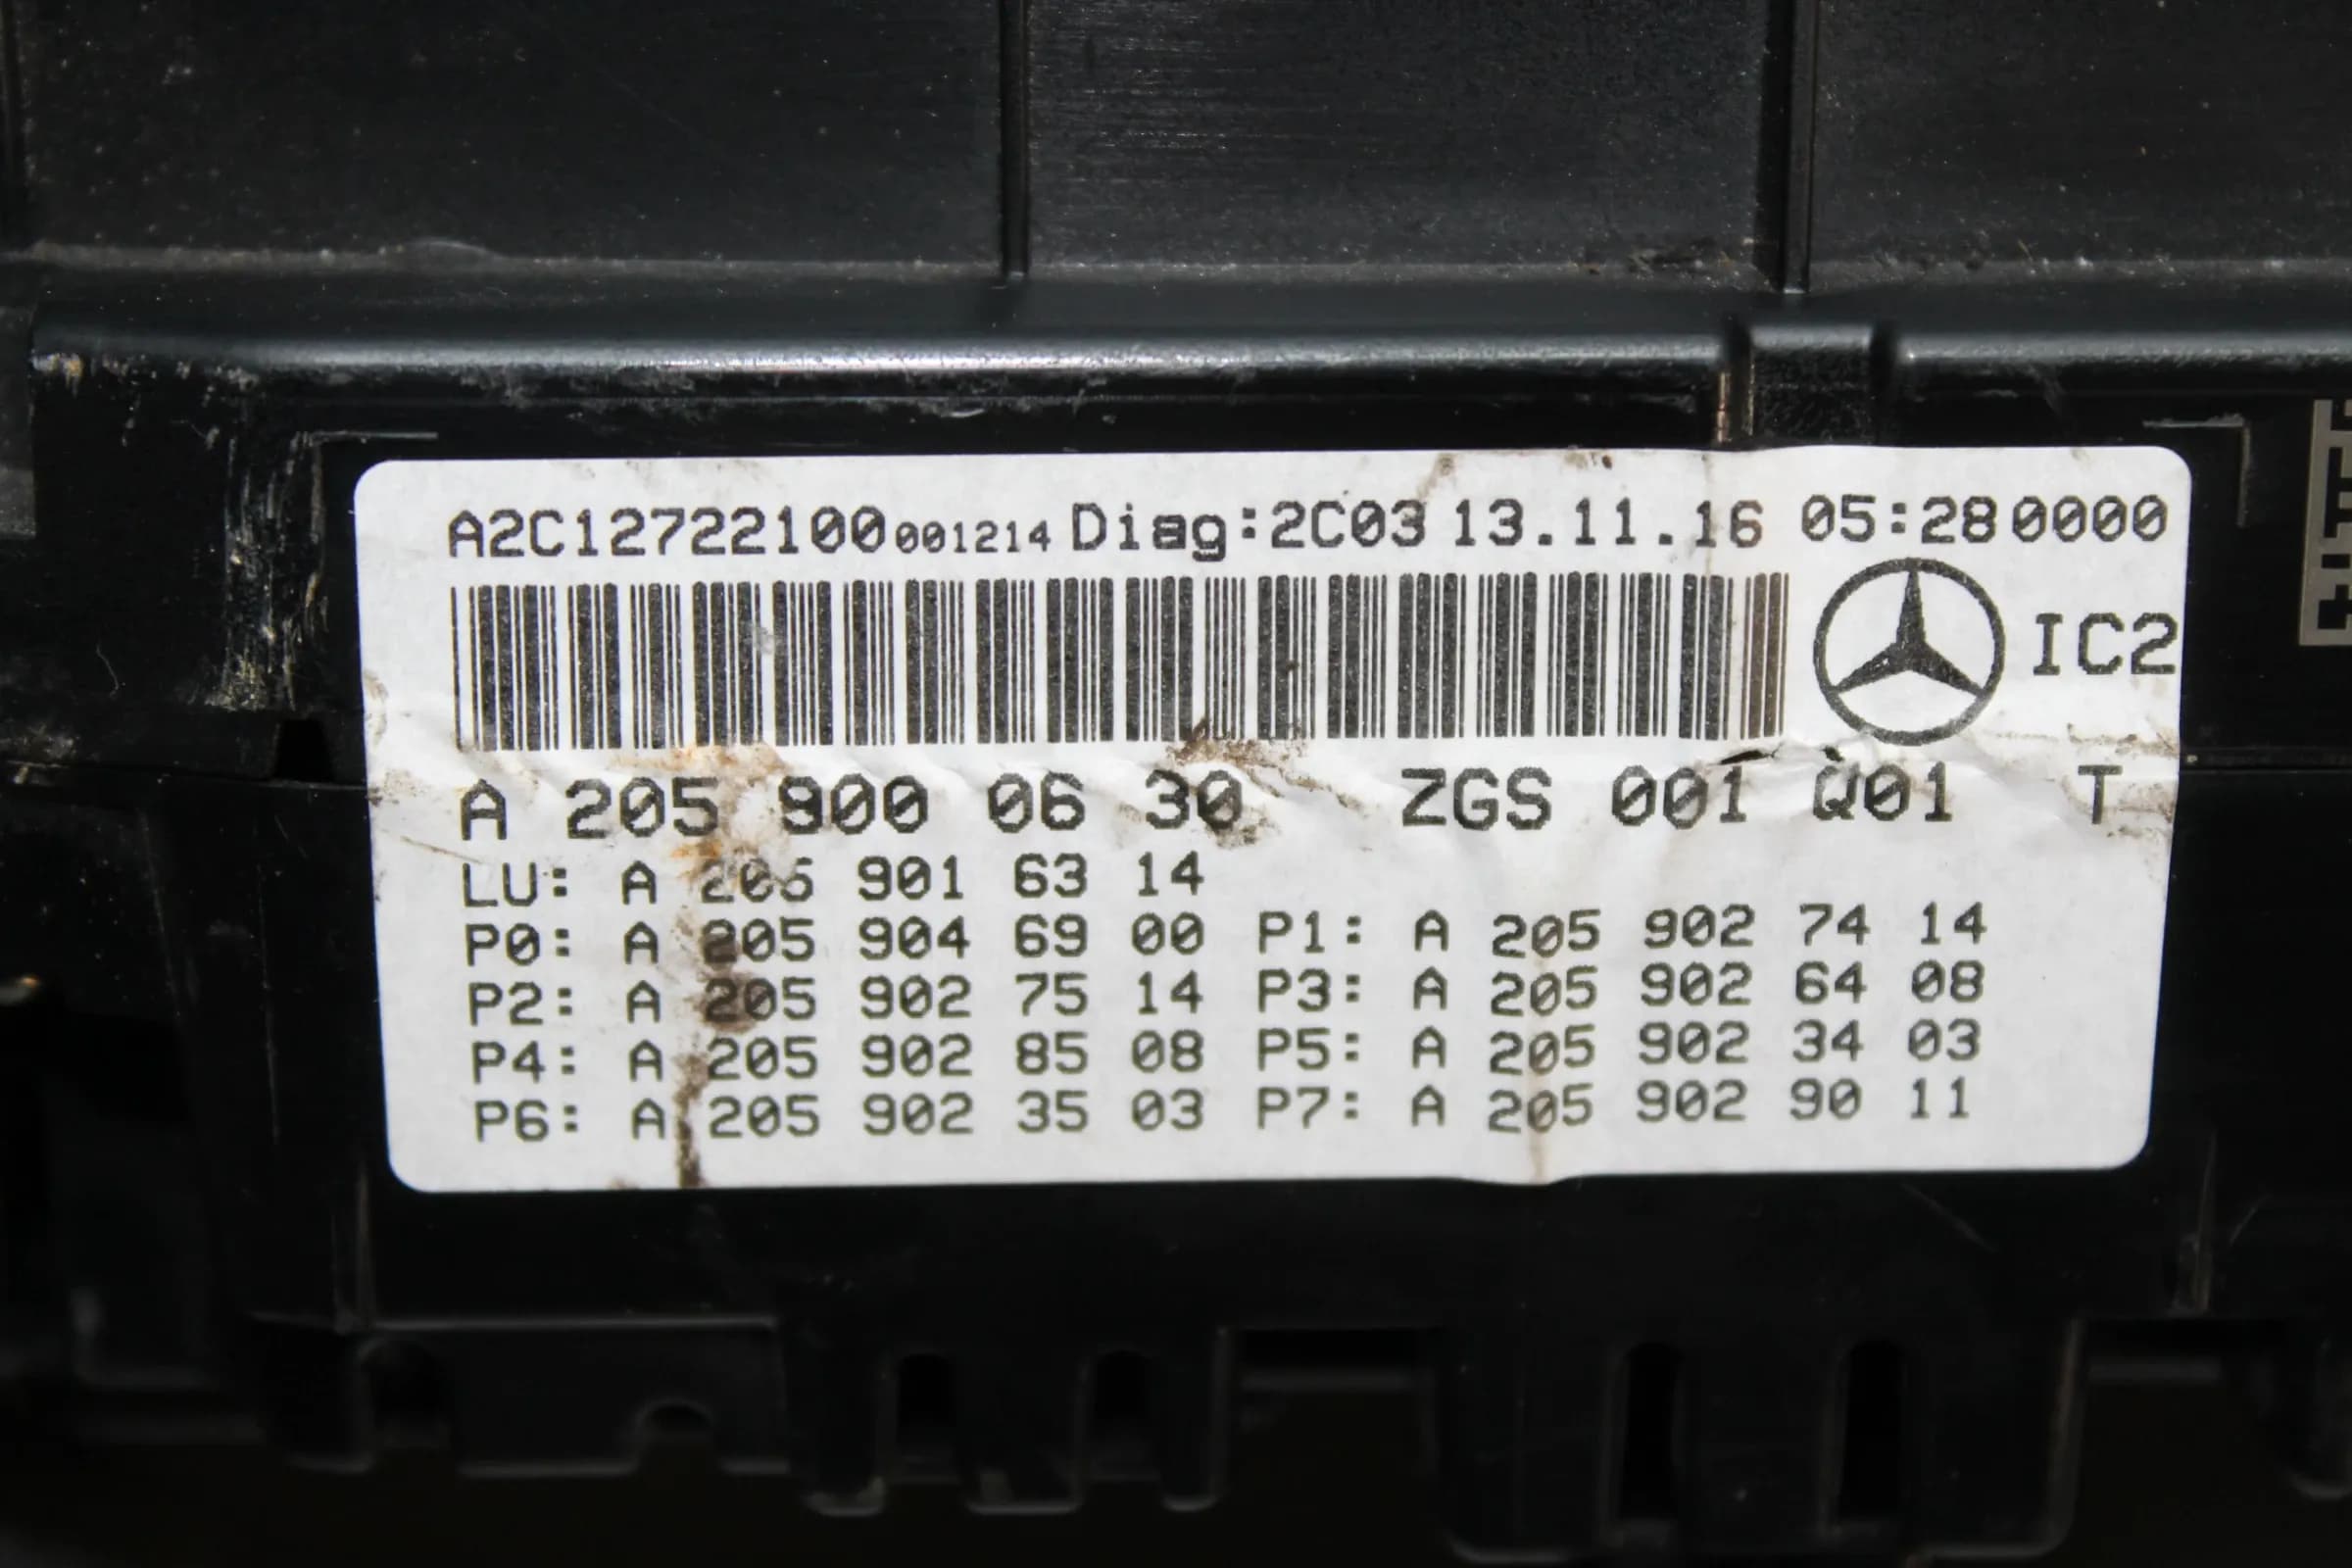 A2C12722100001214 Diag:2C03 13.11.16 05:28 0000
IC2
A 205 900 06 30 ZGS 001 Q01 T
LU: A 205 901 63 14
P0: A 205 904 69 00 P1: A 205 902 74 14
P2: A 205 902 75 14 P3: A 205 902 64 08
P4: A 205 902 85 08 P5: A 205 902 34 03
P6: A 205 902 35 03 P7: A 205 902 90 11